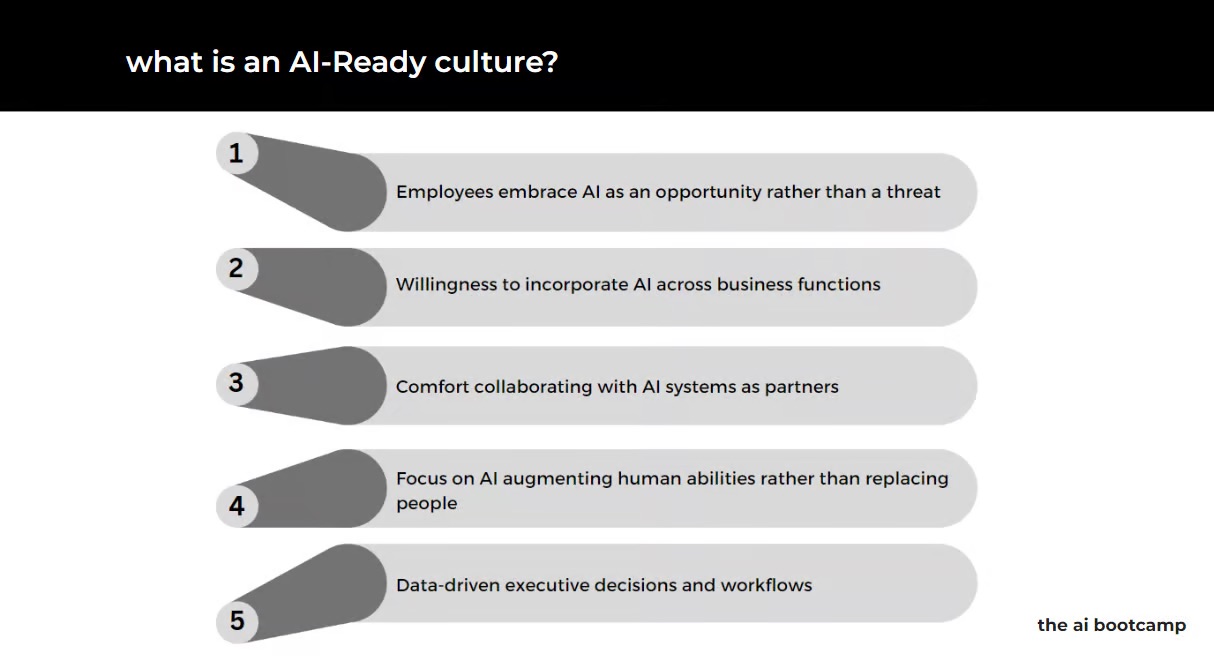 what is an AI-Ready culture?
1
Employees embrace AI as an opportunity rather than a threat
2
Willingness to incorporate AI across business functions
3
Comfort collaborating with AI systems as partners
4
Focus on AI augmenting human abilities rather than replacing
people
5
Data-driven executive decisions and workflows
the ai bootcamp